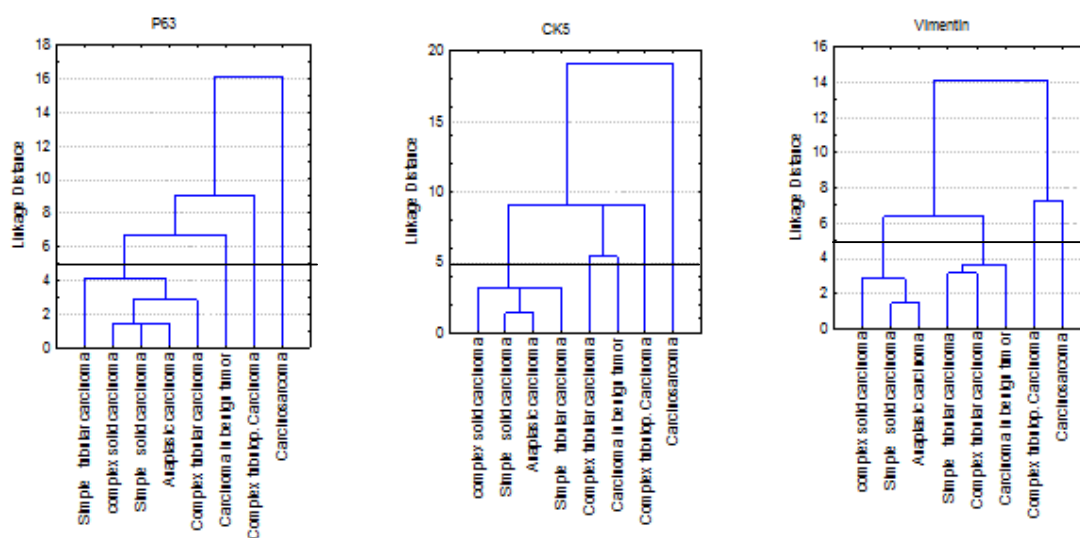 P63
18
16
14
12
10
8
6
4
2
0
Linkage Distance
Simple tubular carcinoma
complex solid carcinoma
Simple solid carcinoma
Anaplasic carcinoma
Complex tubular carcinoma
Carcinoma in benign tumor
Complex tubulop. Carcinoma
Carcinosarcoma
CK5
20
15
10
5
0
Linkage Distance
complex solid carcinoma
Simple solid carcinoma
Anaplasic carcinoma
Simple tubular carcinoma
Complex tubular carcinoma
Carcinoma in benign tumor
Complex tubulop. Carcinoma
Carcinosarcoma
Vimentin
16
14
12
10
8
6
4
2
0
Linkage Distance
complex solid carcinoma
Simple solid carcinoma
Anaplasic carcinoma
Simple tubular carcinoma
Complex tubular carcinoma
Carcinoma in benign tumor
Complex tubulop. Carcinoma
Carcinosarcoma